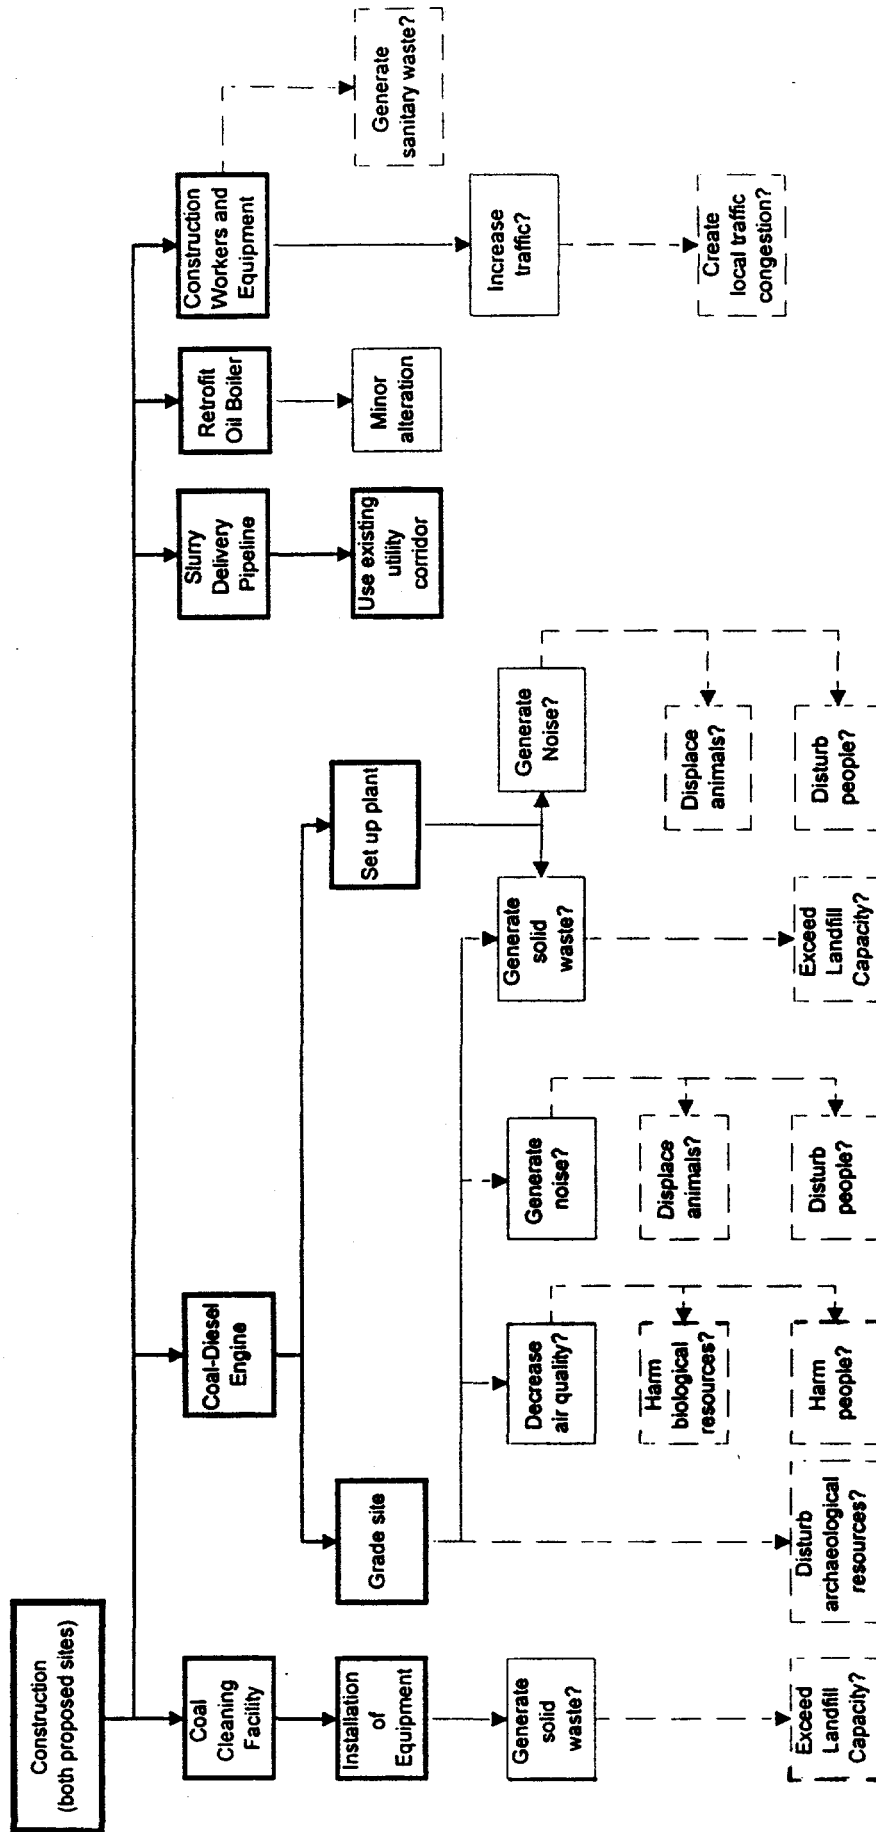 Construction
(both proposed sites)
Coal
Cleaning
Facility
Coal-Diesel
Engine
Slurry
Delivery
Pipeline
Retrofit
Oil Boiler
Construction
Workers and
Equipment
Installation
of
Equipment
Grade site
Set up plant
Use existing
utility
corridor
Minor
alteration
Generate
sanitary waste?
Generate
solid
waste?
Decrease
air quality?
Generate
noise?
Generate
solid
waste?
Generate
Noise?
Increase
traffic?
Harm
biological
resources?
Displace
animals?
Displace
animals?
Create
local traffic
congestion?
Exceed
Landfill
Capacity?
Disturb
archaeological
resources?
Harm
people?
Disturb
people?
Exceed
Landfill
Capacity?
Disturb
people?